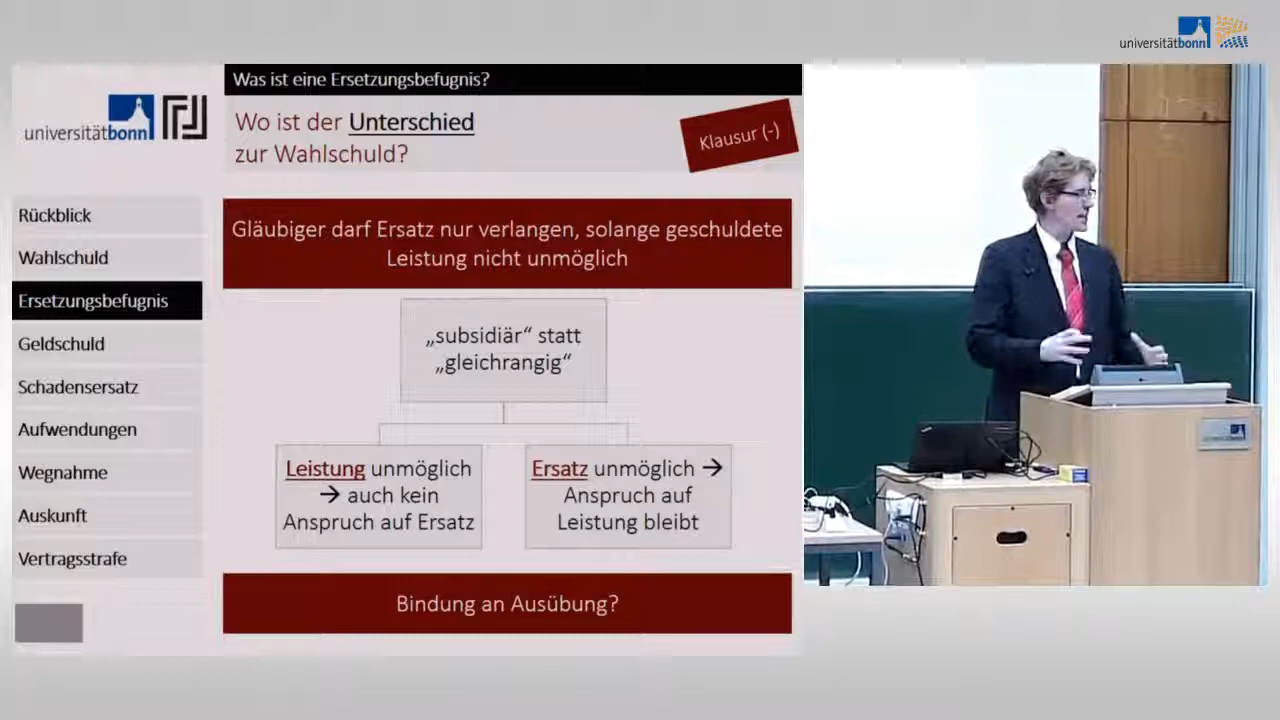 universitätbonn
universitätbonn
Was ist eine Ersetzungsbefugnis?
Wo ist der Unterschied
zur Wahlschuld?
Klausur (-)
Rückblick
Wahlschuld
Ersetzungsbefugnis
Geldschuld
Schadensersatz
Aufwendungen
Wegnahme
Auskunft
Vertragsstrafe
Gläubiger darf Ersatz nur verlangen, solange geschuldete
Leistung nicht unmöglich
„subsidiär“ statt
„gleichrangig“
Leistung unmöglich
→ auch kein
Anspruch auf Ersatz
Ersatz unmöglich →
Anspruch auf
Leistung bleibt
Bindung an Ausübung?